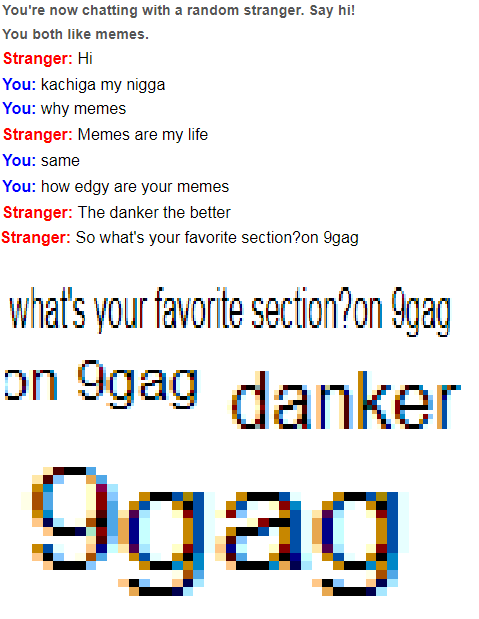 You're now chatting with a random stranger. Say hi!
You both like memes.
Stranger: Hi
You: kachiga my nigga
You: why memes
Stranger: Memes are my life
You: same
You: how edgy are your memes
Stranger: The danker the better
Stranger: So what's your favorite section?on 9gag
what's your favorite section?on 9gag
on 9gag danker
9gag